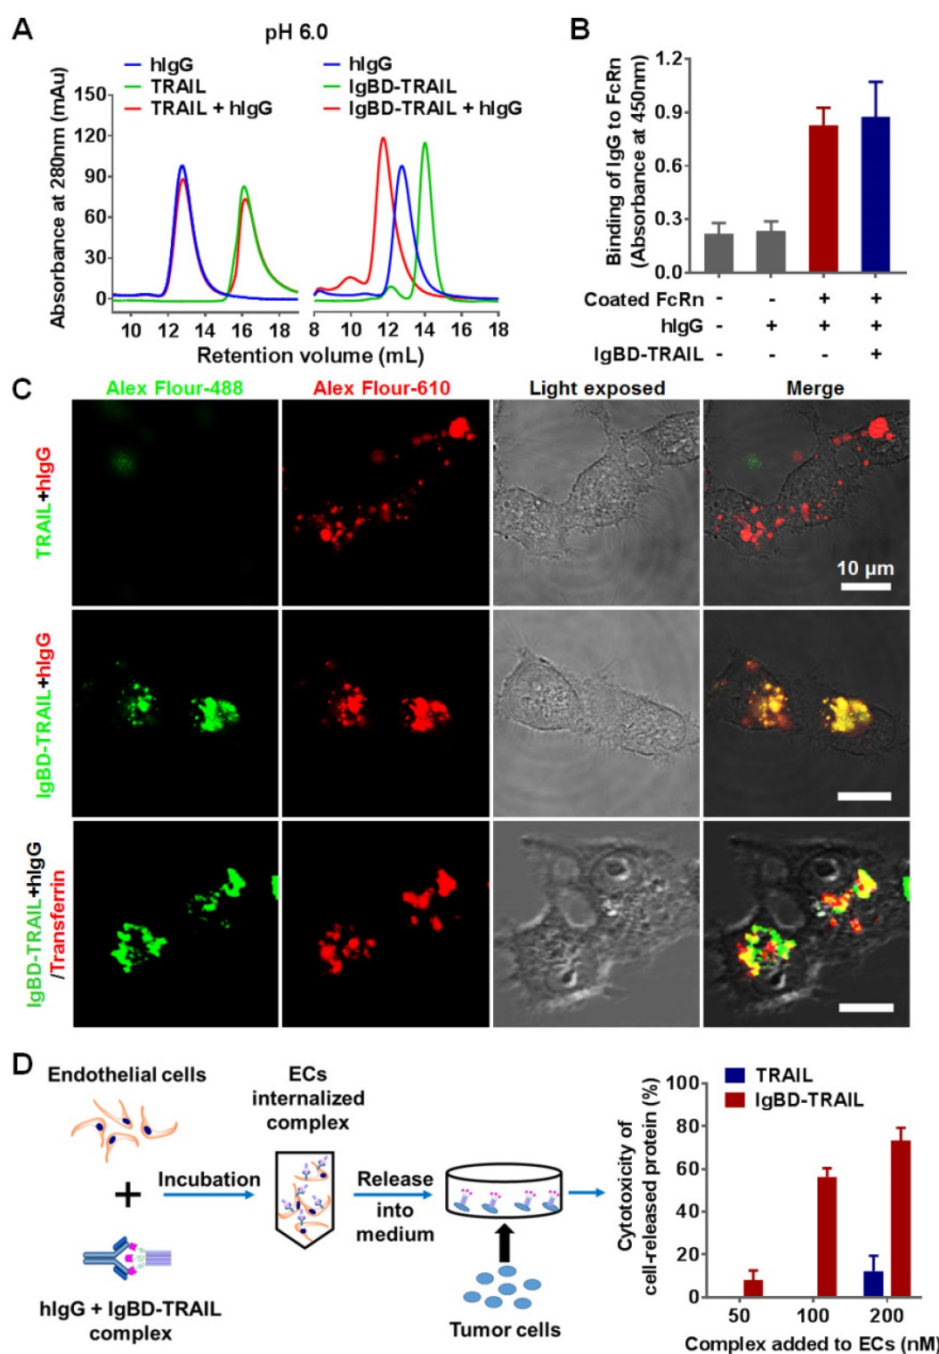 A
pH 6.0
hIgG
TRAIL
TRAIL + hIgG
hIgG
IgBD-TRAIL
IgBD-TRAIL + hIgG
Absorbance at 280nm (mAu)
150
120
90
60
30
0
10 12 14 16 18
8 10 12 14 16 18
Retention volume (mL)
B
Binding of IgG to FcRn
(Absorbance at 450nm)
1.2
0.9
0.6
0.3
0.0
Coated FcRn - - + +
hIgG - + + +
IgBD-TRAIL - - - +
C
Alex Flour-488
Alex Flour-610
Light exposed
Merge
TRAIL+hIgG
10 μm
IgBD-TRAIL+hIgG
IgBD-TRAIL+hIgG
/Transferrin
D
Endothelial cells
+
hIgG + IgBD-TRAIL
complex
Incubation
ECs
internalized
complex
Release
into
medium
Tumor cells
TRAIL
IgBD-TRAIL
Cytotoxicity of
cell-released protein (%)
100
80
60
40
20
0
50 100 200
Complex added to ECs (nM)